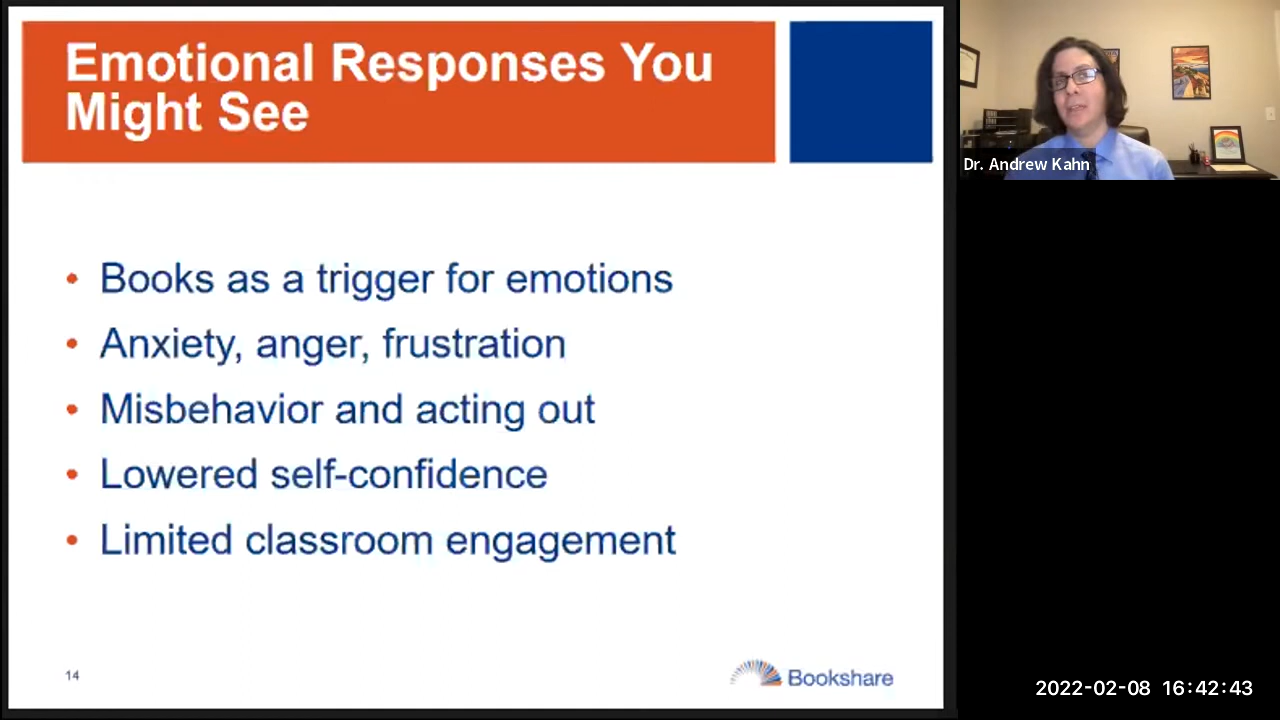 Emotional Responses You
Might See
• Books as a trigger for emotions
• Anxiety, anger, frustration
• Misbehavior and acting out
• Lowered self-confidence
• Limited classroom engagement
14
Bookshare
Dr. Andrew Kahn
2022-02-08 16:42:43